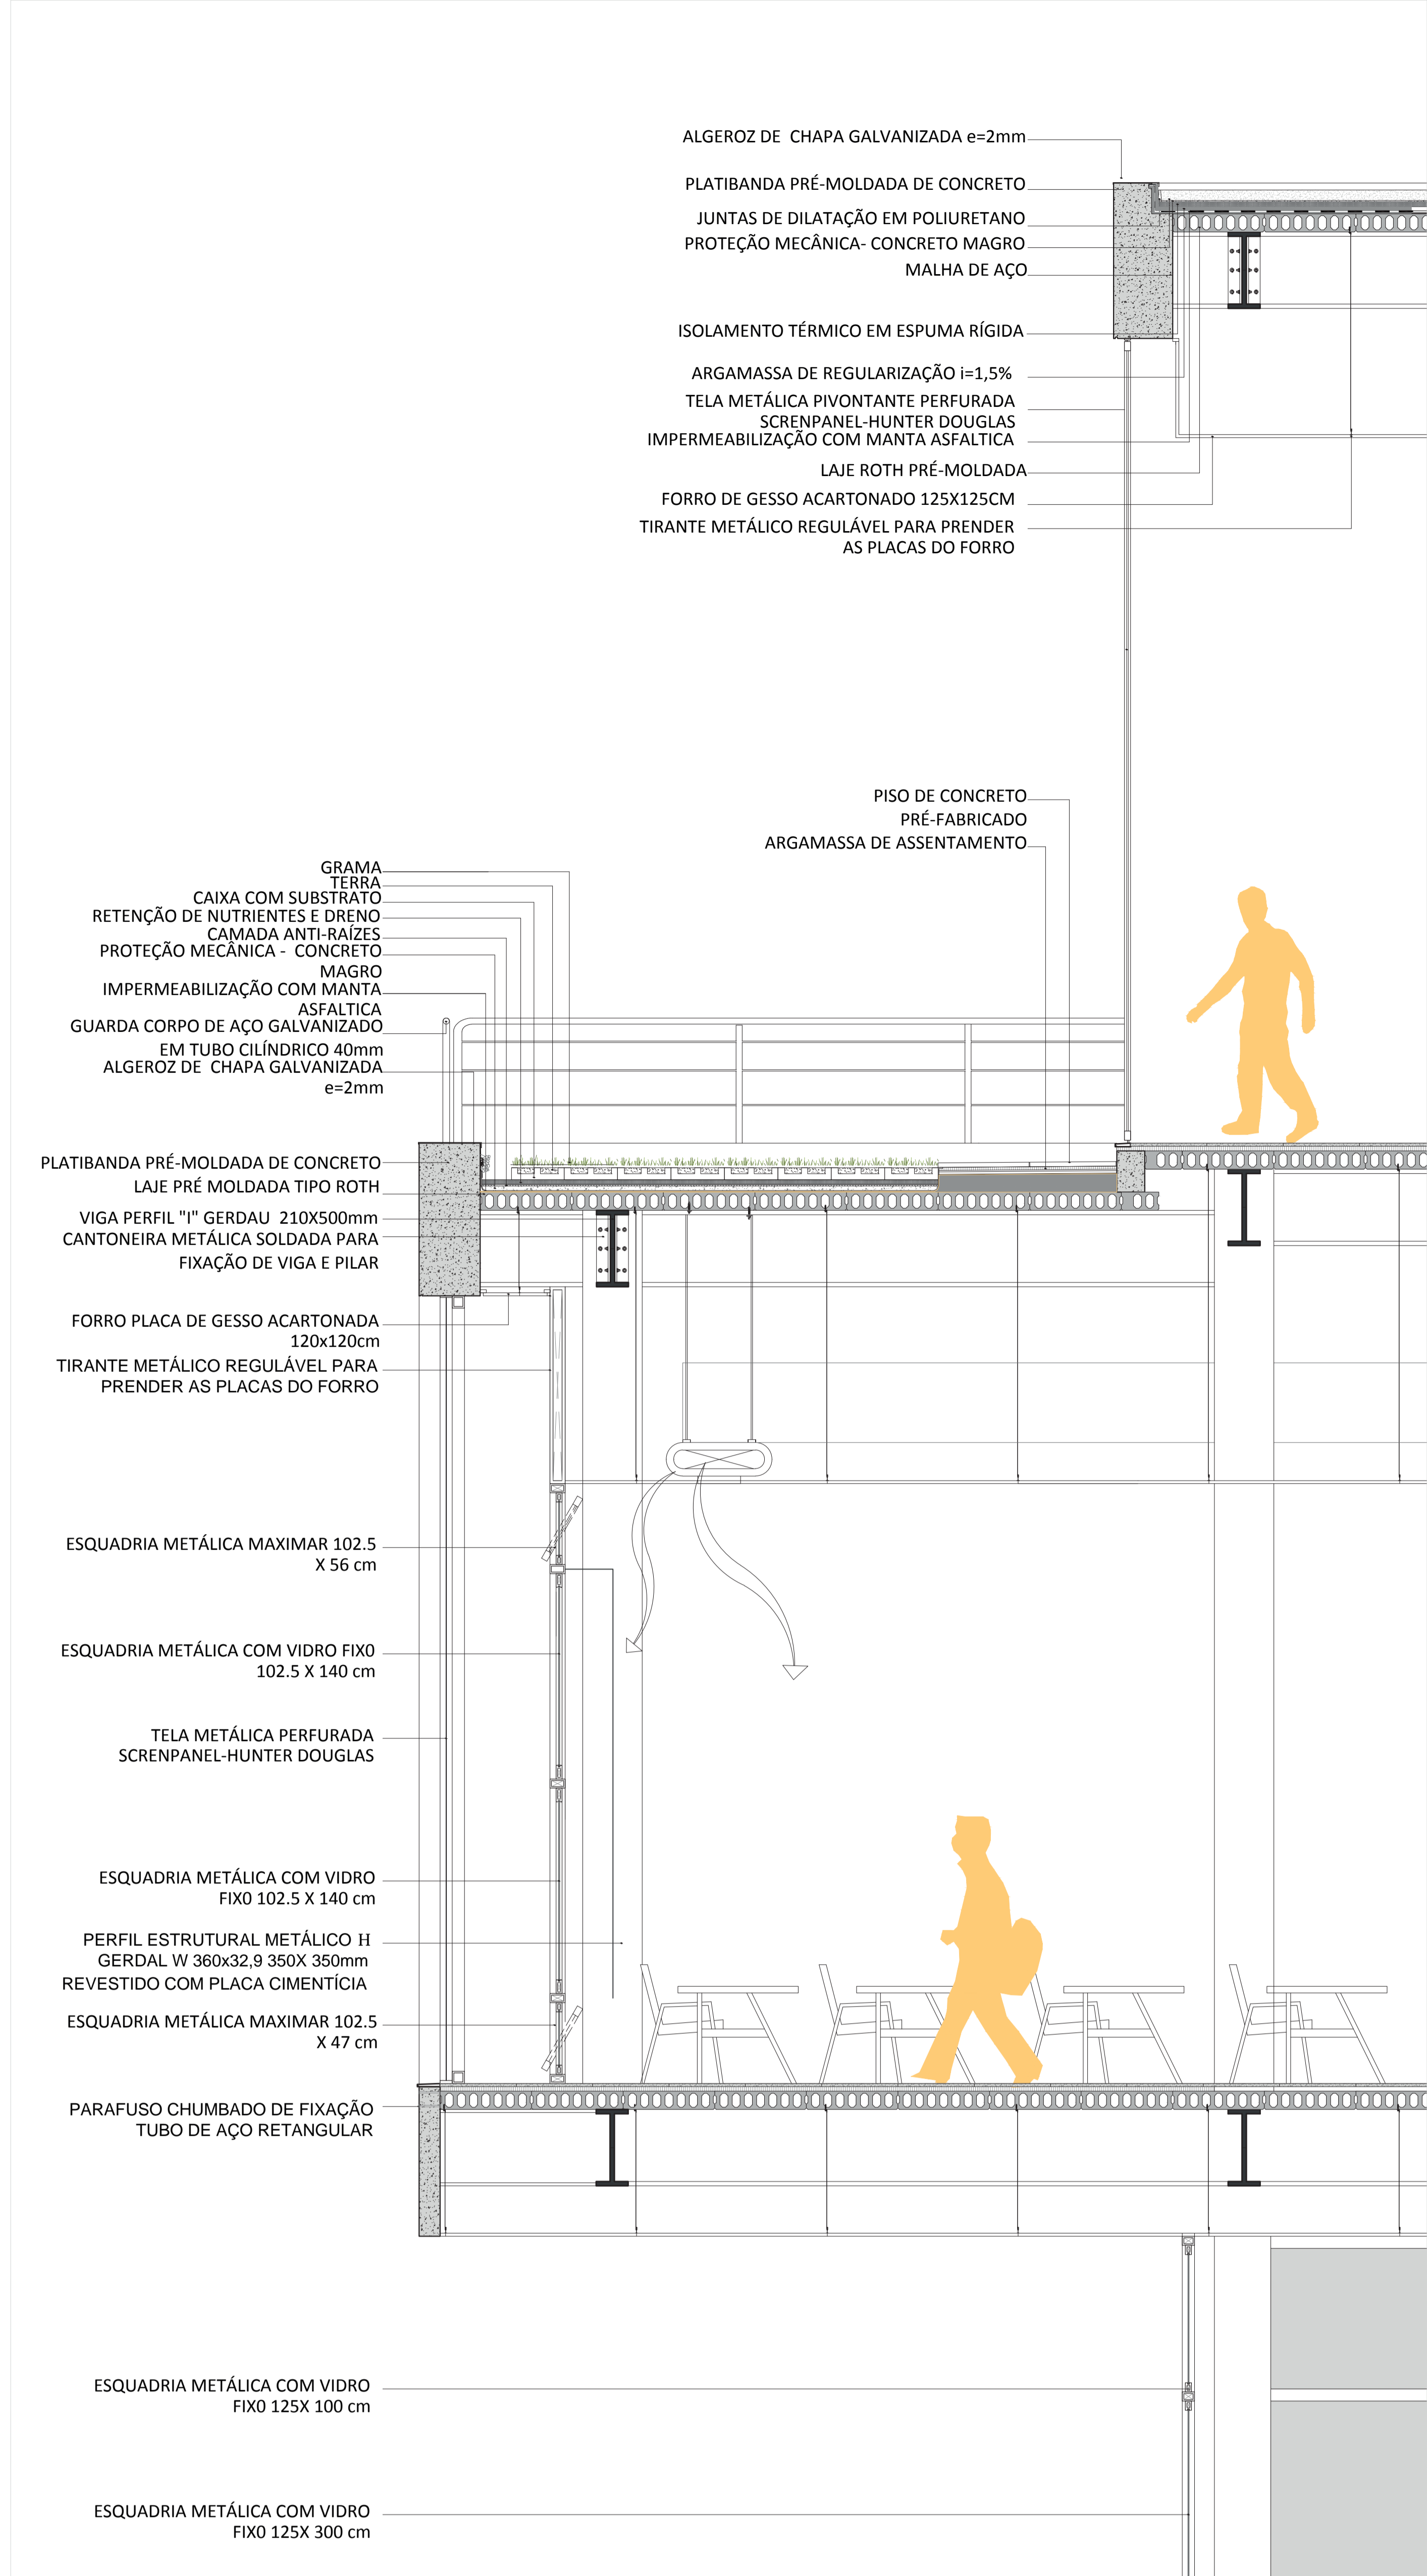 ALGEROZ DE CHAPA GALVANIZADA e=2mm
PLATIBANDA PRÉ-MOLDADA DE CONCRETO
JUNTAS DE DILATAÇÃO EM POLIURETANO
PROTEÇÃO MECÂNICA- CONCRETO MAGRO
MALHA DE AÇO
ISOLAMENTO TÉRMICO EM ESPUMA RÍGIDA
ARGAMASSA DE REGULARIZAÇÃO i=1,5%
TELA METÁLICA PIVONTANTE PERFURADA
SCRENPANEL-HUNTER DOUGLAS
IMPERMEABILIZAÇÃO COM MANTA ASFALTICA
LAJE ROTH PRÉ-MOLDADA
FORRO DE GESSO ACARTONADO 125X125CM
TIRANTE METÁLICO REGULÁVEL PARA PRENDER
AS PLACAS DO FORRO
PISO DE CONCRETO
PRÉ-FABRICADO
ARGAMASSA DE ASSENTAMENTO
GRAMA
TERRA
CAIXA COM SUBSTRATO
RETENÇÃO DE NUTRIENTES E DRENO
CAMADA ANTI-RAÍZES
PROTEÇÃO MECÂNICA - CONCRETO
MAGRO
IMPERMEABILIZAÇÃO COM MANTA
ASFALTICA
GUARDA CORPO DE AÇO GALVANIZADO
EM TUBO CILÍNDRICO 40mm
ALGEROZ DE CHAPA GALVANIZADA
e=2mm
PLATIBANDA PRÉ-MOLDADA DE CONCRETO
LAJE PRÉ MOLDADA TIPO ROTH
VIGA PERFIL "I" GERDAU 210X500mm
CANTONEIRA METÁLICA SOLDADA PARA
FIXAÇÃO DE VIGA E PILAR
FORRO PLACA DE GESSO ACARTONADA
120x120cm
TIRANTE METÁLICO REGULÁVEL PARA
PRENDER AS PLACAS DO FORRO
ESQUADRIA METÁLICA MAXIMAR 102.5
X 56 cm
ESQUADRIA METÁLICA COM VIDRO FIX0
102.5 X 140 cm
TELA METÁLICA PERFURADA
SCRENPANEL-HUNTER DOUGLAS
ESQUADRIA METÁLICA COM VIDRO
FIX0 102.5 X 140 cm
PERFIL ESTRUTURAL METÁLICO H
GERDAL W 360x32,9 350X 350mm
REVESTIDO COM PLACA CIMENTÍCIA
ESQUADRIA METÁLICA MAXIMAR 102.5
X 47 cm
PARAFUSO CHUMBADO DE FIXAÇÃO
TUBO DE AÇO RETANGULAR
ESQUADRIA METÁLICA COM VIDRO
FIX0 125X 100 cm
ESQUADRIA METÁLICA COM VIDRO
FIX0 125X 300 cm